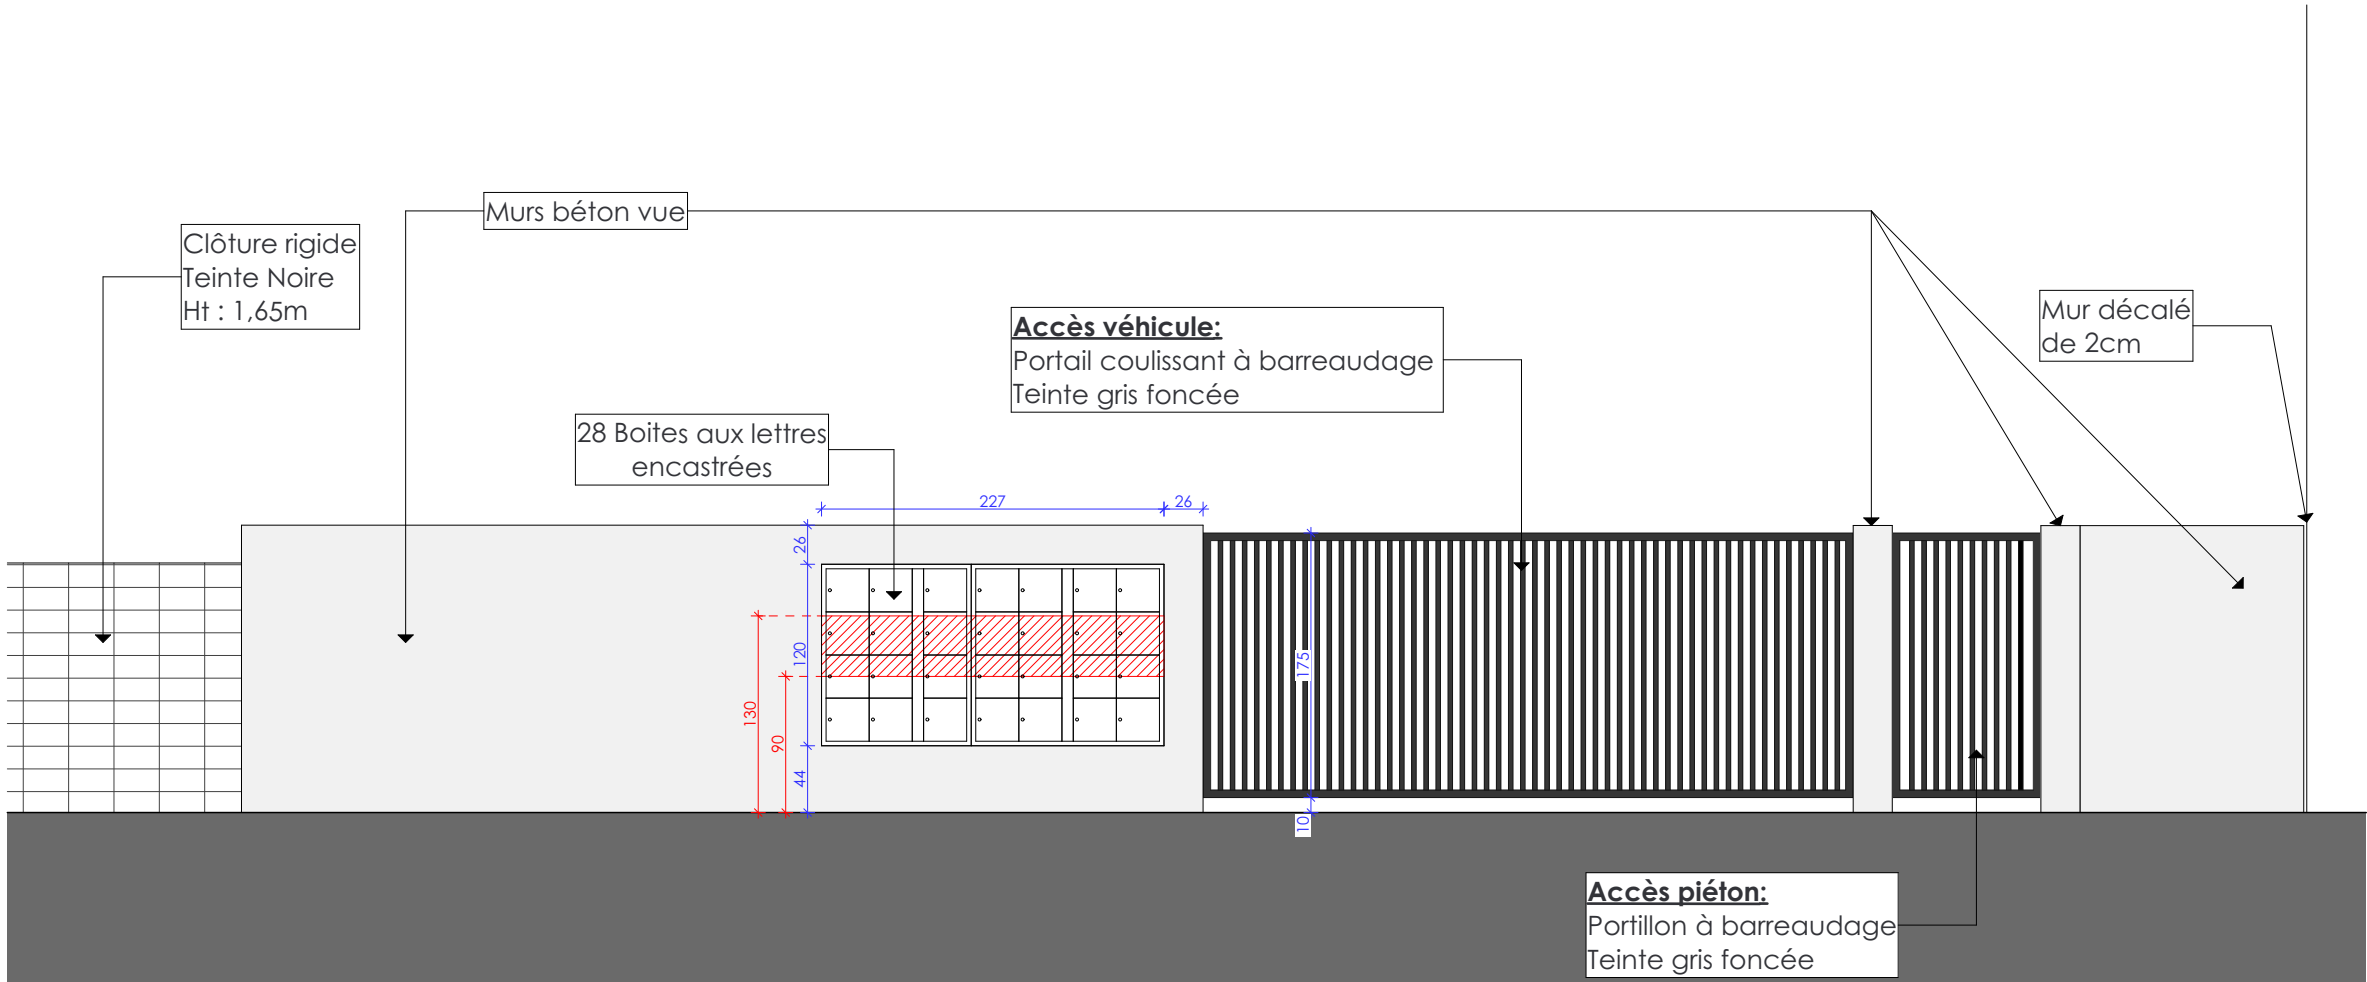 Murs béton vue
Clôture rigide
Teinte Noire
Ht : 1,65m
Mur décalé
de 2cm
Accès véhicule:
Portail coulissant à barreaudage
Teinte gris foncée
28 Boites aux lettres
encastrées
227
26
26
120
44
130
90
175
10
Accès piéton:
Portillon à barreaudage
Teinte gris foncée